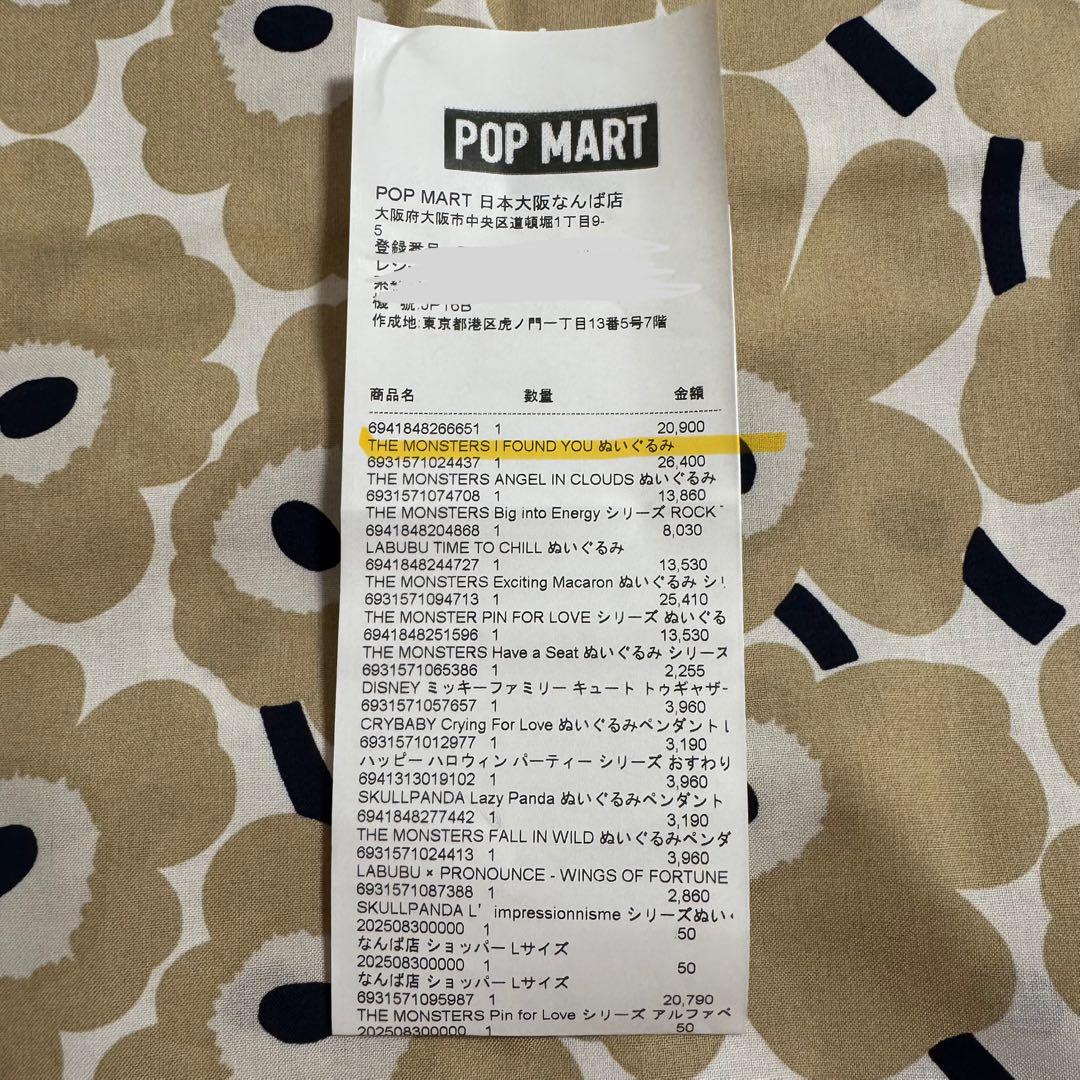 POP MART
POP MART 日本大阪なんば店
大阪府大阪市中央区道頓堀1丁目9-
5
登録番号
レシ
機 號:JP16B
作成地:東京都港区虎ノ門一丁目13番5号7階
商品名 数量 金額
6941848266651 1 20,900
THE MONSTERS I FOUND YOU ぬいぐるみ
6931571024437 1 26,400
THE MONSTERS ANGEL IN CLOUDS ぬいぐるみ
6931571074708 1 13,860
THE MONSTERS Big into Energy シリーズ ROCK
6941848204868 1 8,030
LABUBU TIME TO CHILL ぬいぐるみ
6941848244727 1 13,530
THE MONSTERS Exciting Macaron ぬいぐるみ シリ
6931571094713 1 25,410
THE MONSTER PIN FOR LOVE シリーズ ぬいぐる
6941848251596 1 13,530
THE MONSTERS Have a Seat ぬいぐるみ シリーズ
6931571065386 1 2,255
DISNEY ミッキーファミリー キュート トゥギャザー
6931571057657 1 3,960
CRYBABY Crying For Love ぬいぐるみペンダント
6931571012977 1 3,190
ハッピー ハロウィン パーティー シリーズ おすわり
6941313019102 1 3,960
SKULLPANDA Lazy Panda ぬいぐるみペンダント
6941848277442 1 3,190
THE MONSTERS FALL IN WILD ぬいぐるみペンダ
6931571024413 1 3,960
LABUBU × PRONOUNCE - WINGS OF FORTUNE
6931571087388 1 2,860
SKULLPANDA L' impressionnisme シリーズぬい
202508300000 1 50
なんば店 ショッパー Lサイズ
202508300000 1 50
なんば店 ショッパー Lサイズ
6931571095987 1 20,790
THE MONSTERS Pin for Love シリーズ アルファベ
202508300000 1 50